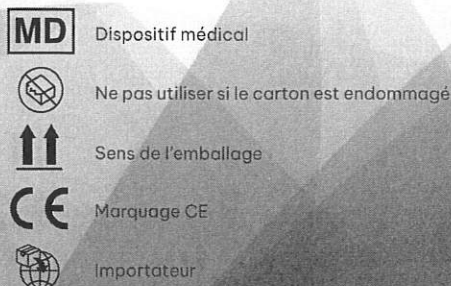 MD Dispositif médical
Ne pas utiliser si le carton est endommagé
Sens de l'emballage
CE Marquage CE
Importateur